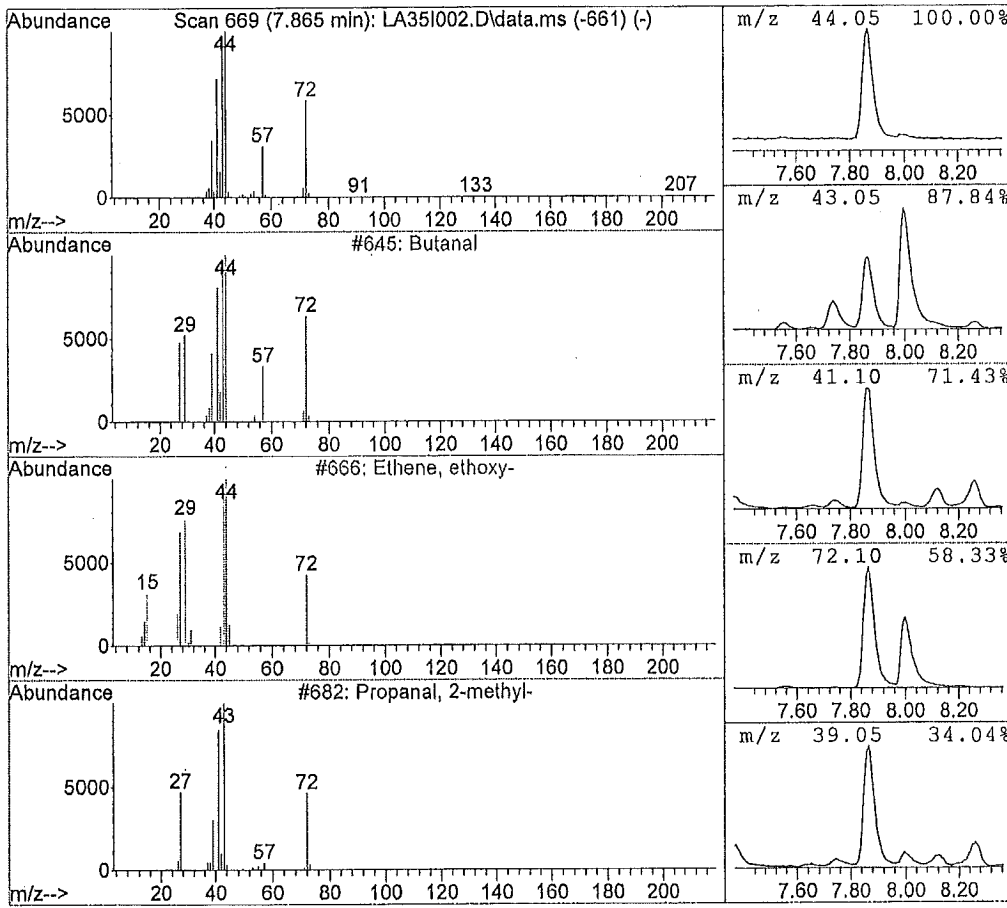 Abundance
Scan 669 (7.865 min): LA35I002.D\data.ms (-661) (-)
44
72
5000
57
91 133 207
0
20 40 60 80 100 120 140 160 180 200
m/z-->
Abundance
#645: Butanal
44
72
29
5000
57
0
20 40 60 80 100 120 140 160 180 200
m/z-->
Abundance
#666: Ethene, ethoxy-
44
29
5000
72
15
0
20 40 60 80 100 120 140 160 180 200
m/z-->
Abundance
#682: Propanal, 2-methyl-
43
5000
27
72
57
0
20 40 60 80 100 120 140 160 180 200
m/z-->
m/z 44.05 100.00%
7.60 7.80 8.00 8.20
m/z 43.05 87.84%
7.60 7.80 8.00 8.20
m/z 41.10 71.43%
7.60 7.80 8.00 8.20
m/z 72.10 58.33%
7.60 7.80 8.00 8.20
m/z 39.05 34.04%
7.60 7.80 8.00 8.20